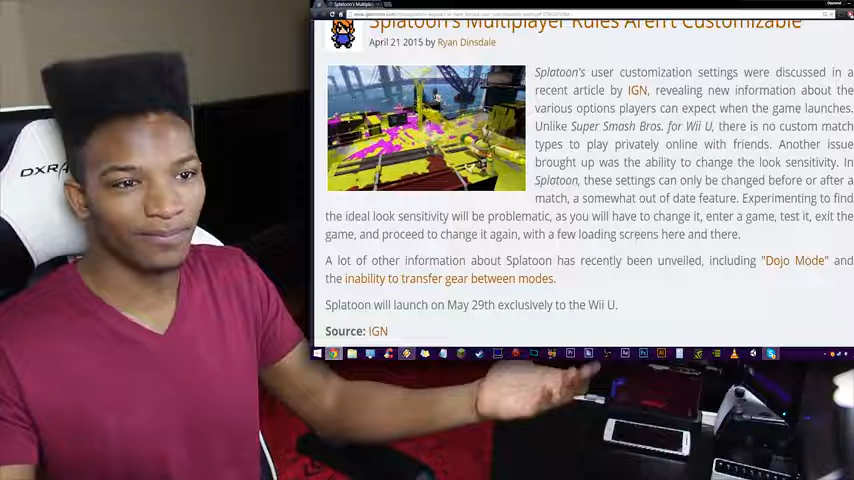 Splatoon's Multiplayer Rules Aren't Customizable
April 21 2015 by Ryan Dinsdale
DXRA
Splatoon's user customization settings were discussed in a
recent article by IGN, revealing new information about the
various options players can expect when the game launches.
Unlike Super Smash Bros. for Wii U, there is no custom match
types to play privately online with friends. Another issue
brought up was the ability to change the look sensitivity. In
Splatoon, these settings can only be changed before or after a
match, a somewhat out of date feature. Experimenting to find
the ideal look sensitivity will be problematic, as you will have to change it, enter a game, test it, exit the
game, and proceed to change it again, with a few loading screens here and there.
A lot of other information about Splatoon has recently been unveiled, including "Dojo Mode" and
the inability to transfer gear between modes.
Splatoon will launch on May 29th exclusively to the Wii U.
Source: IGN